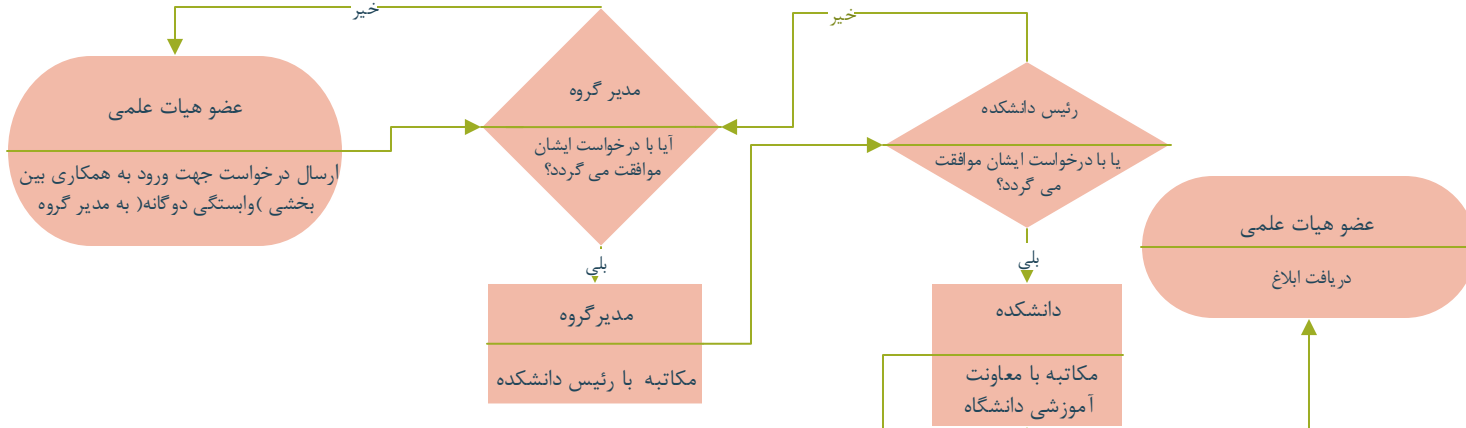 خیر
عضو هیات علمی
ارسال درخواست جهت ورود به همکاری بین
بخشی )وابستگی دوگانه( به مدیر گروه
مدیر گروه
آیا با درخواست ایشان
موافقت می گردد؟
بلی
مدیرگروه
مکاتبه با رئیس دانشکده
خیر
رئیس دانشکده
یا با درخواست ایشان موافقت
می گردد؟
بلی
دانشکده
مکاتبه با معاونت
آموزشی دانشگاه
عضو هیات علمی
دریافت ابلاغ